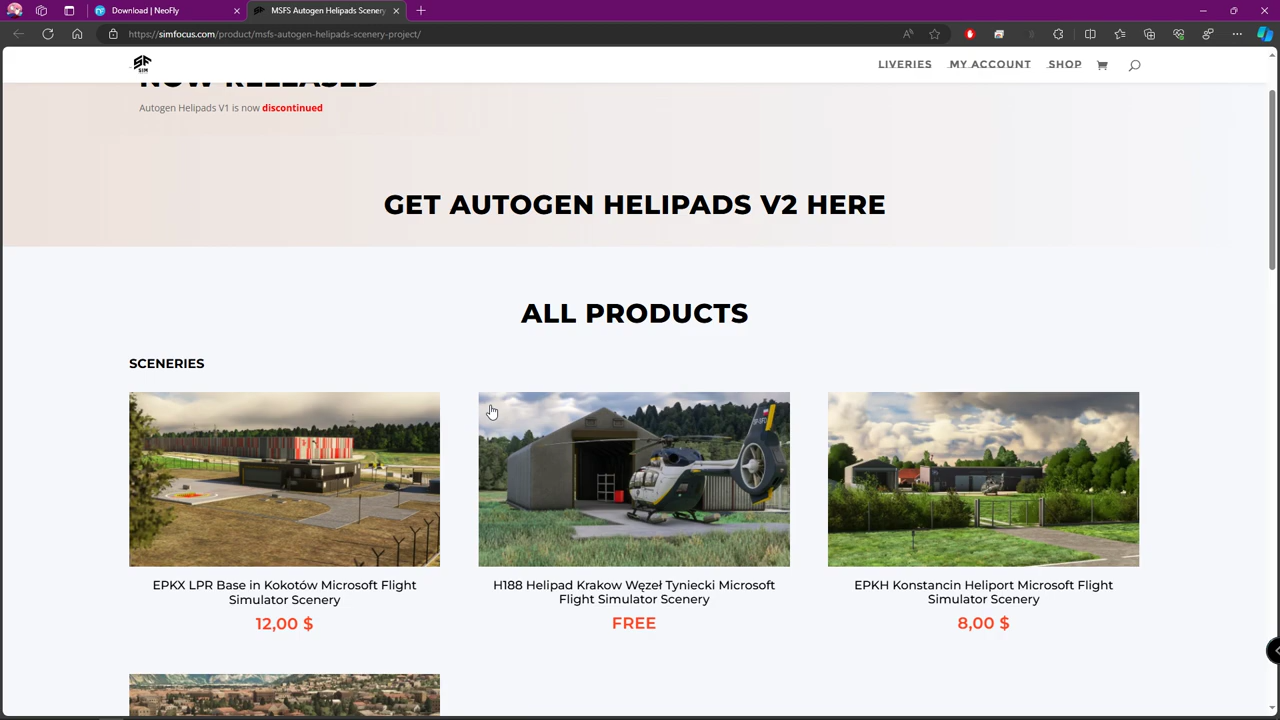 Download | NeoFly
MSFS Autogen Helipads Scenery
https://simfocus.com/product/msfs-autogen-helipads-scenery-project/
SF
SIM
LIVERIES
MY ACCOUNT
SHOP
NOW RELEASED
Autogen Helipads V1 is now discontinued
GET AUTOGEN HELIPADS V2 HERE
ALL PRODUCTS
SCENERIES
EPKX LPR Base in Kokotów Microsoft Flight
Simulator Scenery
12,00 $
H188 Helipad Krakow Węzeł Tyniecki Microsoft
Flight Simulator Scenery
FREE
EPKH Konstancin Heliport Microsoft Flight
Simulator Scenery
8,00 $